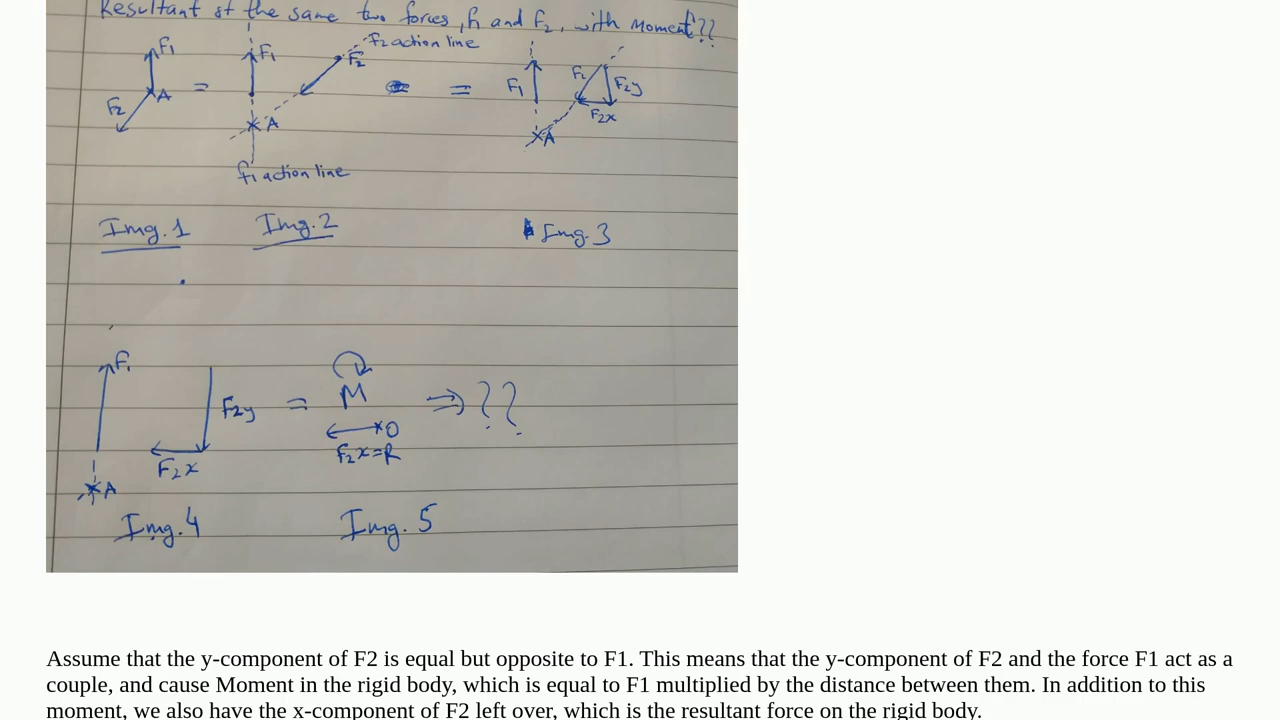 Resultant of the same two forces, F1 and F2, with Moment??
F1 F1 F2 action line
F2
F2 A = = F1 F2 F2y
A F2x
A
F1 action line
Img.1 Img.2 Img.3
F1
M
F2y = ⇒ ??
O
F2x F2x=R
A
Img.4 Img. 5
Assume that the y-component of F2 is equal but opposite to F1. This means that the y-component of F2 and the force F1 act as a
couple, and cause Moment in the rigid body, which is equal to F1 multiplied by the distance between them. In addition to this
moment, we also have the x-component of F2 left over, which is the resultant force on the rigid body.